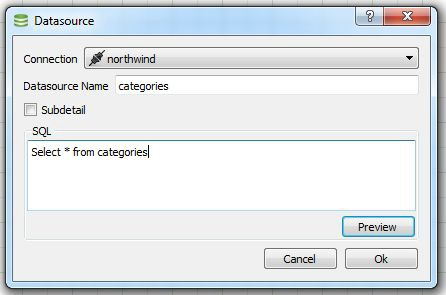 Datasource
Connection northwind
Datasource Name categories
Subdetail
SQL
Select * from categories
Preview
Cancel Ok